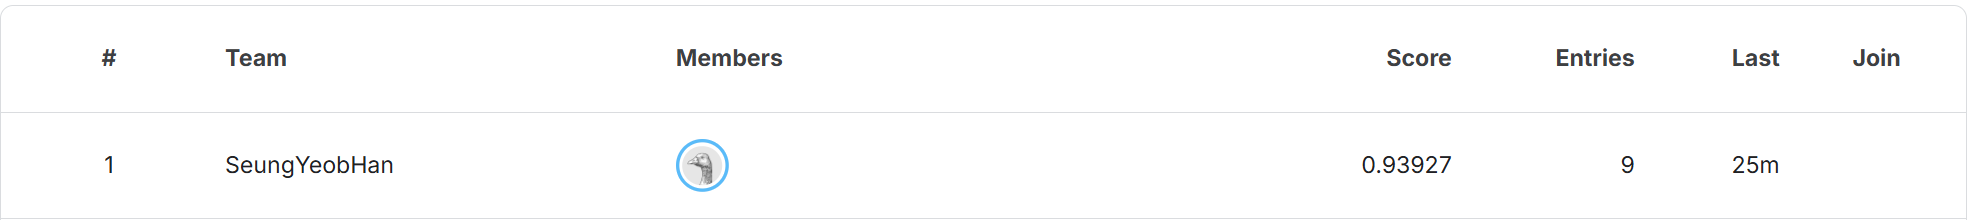 # Team Members Score Entries Last Join
1 SeungYeobHan 0.93927 9 25m